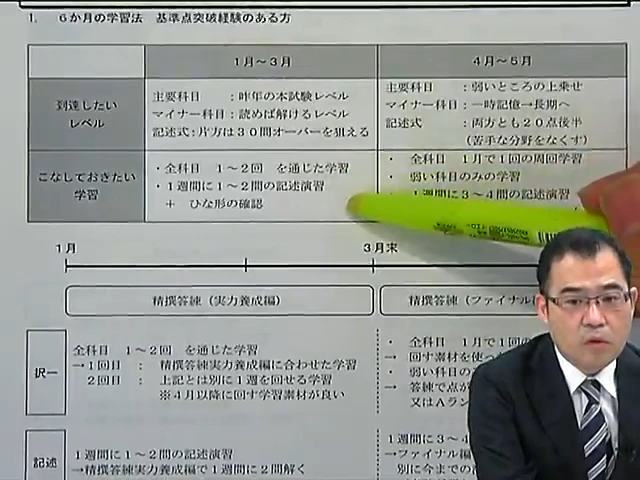 1. 6か月の学習法 基準点突破経験のある方
1月～3月
4月～5月
到達したい
レベル
主要科目 :昨年の本試験レベル
マイナー科目:読めば解けるレベル
記述式:片方は30問オーバーを狙える
主要科目 :弱いところの上乗せ
マイナー科目:一時記憶→長期へ
記述式 :両方とも20点後半
(苦手な分野をなくす)
こなしておきたい
学習
・全科目 1～2回 を通じた学習
・1週間に1～2問の記述演習
+ ひな形の確認
・ 全科目 1月で1回の周回学習
・ 弱い科目のみの学習
1週間に3～4問の記述演習
1月
3月末
精撰答練(実力養成編)
精撰答練(ファイナル
択一
全科目 1～2回 を通じた学習
→1回目 : 精撰答練実力養成編に合わせた学習
2回目 : 上記とは別に1週を回せる学習
※4月以降に回す学習素材が良い
・ 全科目 1月で1回の
→ 回す素材を使っ
・ 弱い科目の
→ 答練で点が
又はAラン
記述
1週間に1～2問の記述演習
→精撰答練実力養成編で1週間に2問解く
1週間に3～4
→ファイナル編
別に今までの